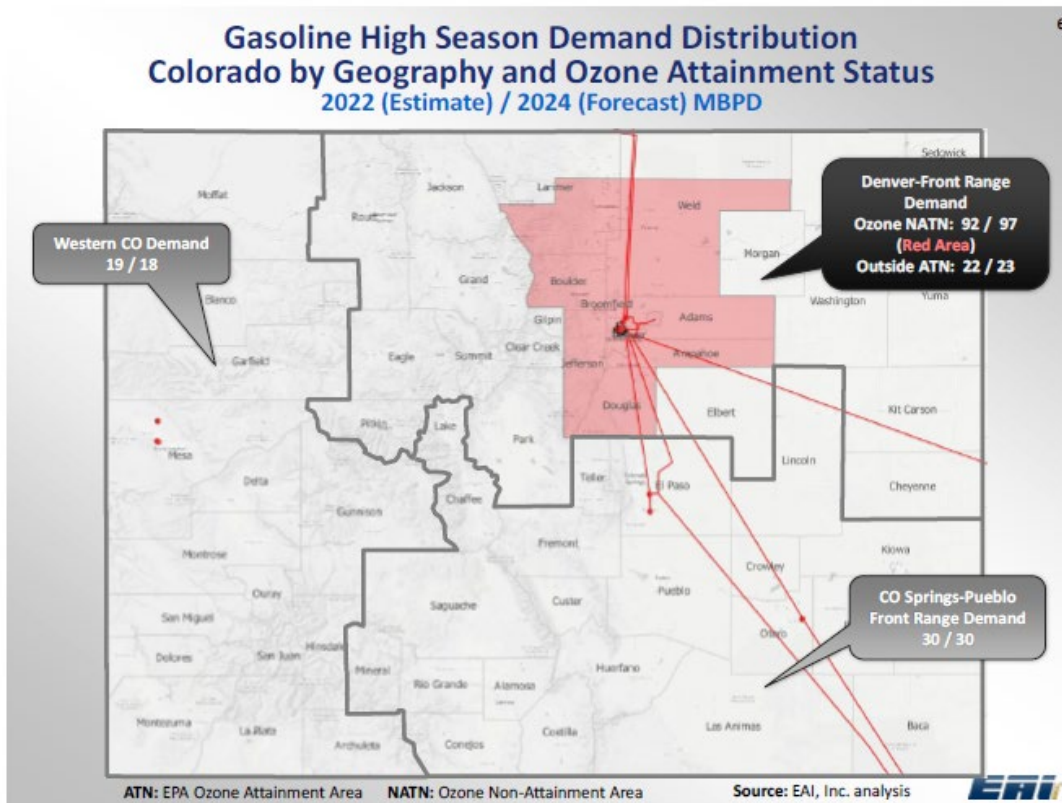 Gasoline High Season Demand Distribution
Colorado by Geography and Ozone Attainment Status
2022 (Estimate) / 2024 (Forecast) MBPD
Sedgwick
Moffat
Jackson
Larimer
Weld
Denver-Front Range
Demand
Ozone NATN: 92 / 97
(Red Area)
Outside ATN: 22 / 23
Western CO Demand
19 / 18
Morgan
Grand
Boulder
Blanco
Broomfield
Washington
Yuma
Gilpin
Adams
Garfield
Eagle
Summit
Clear Creek
Jefferson
Arapahoe
Douglas
Elbert
Kit Carson
Pitkin
Lake
Park
Mesa
Lincoln
Teller
El Paso
Delta
Cheyenne
Chaffee
Gunnison
Fremont
Montrose
Kiowa
Crowley
Pueblo
Ouray
CO Springs-Pueblo
Front Range Demand
30 / 30
Saguache
Custer
San Miguel
Otero
Hinsdale
Dolores
San Juan
Mineral
Huerfano
Rio Grande
Alamosa
Montezuma
La Plata
Las Animas
Baca
Costilla
Archuleta
Conejos
ATN: EPA Ozone Attainment Area NATN: Ozone Non-Attainment Area Source: EAI, Inc. analysis
EAI